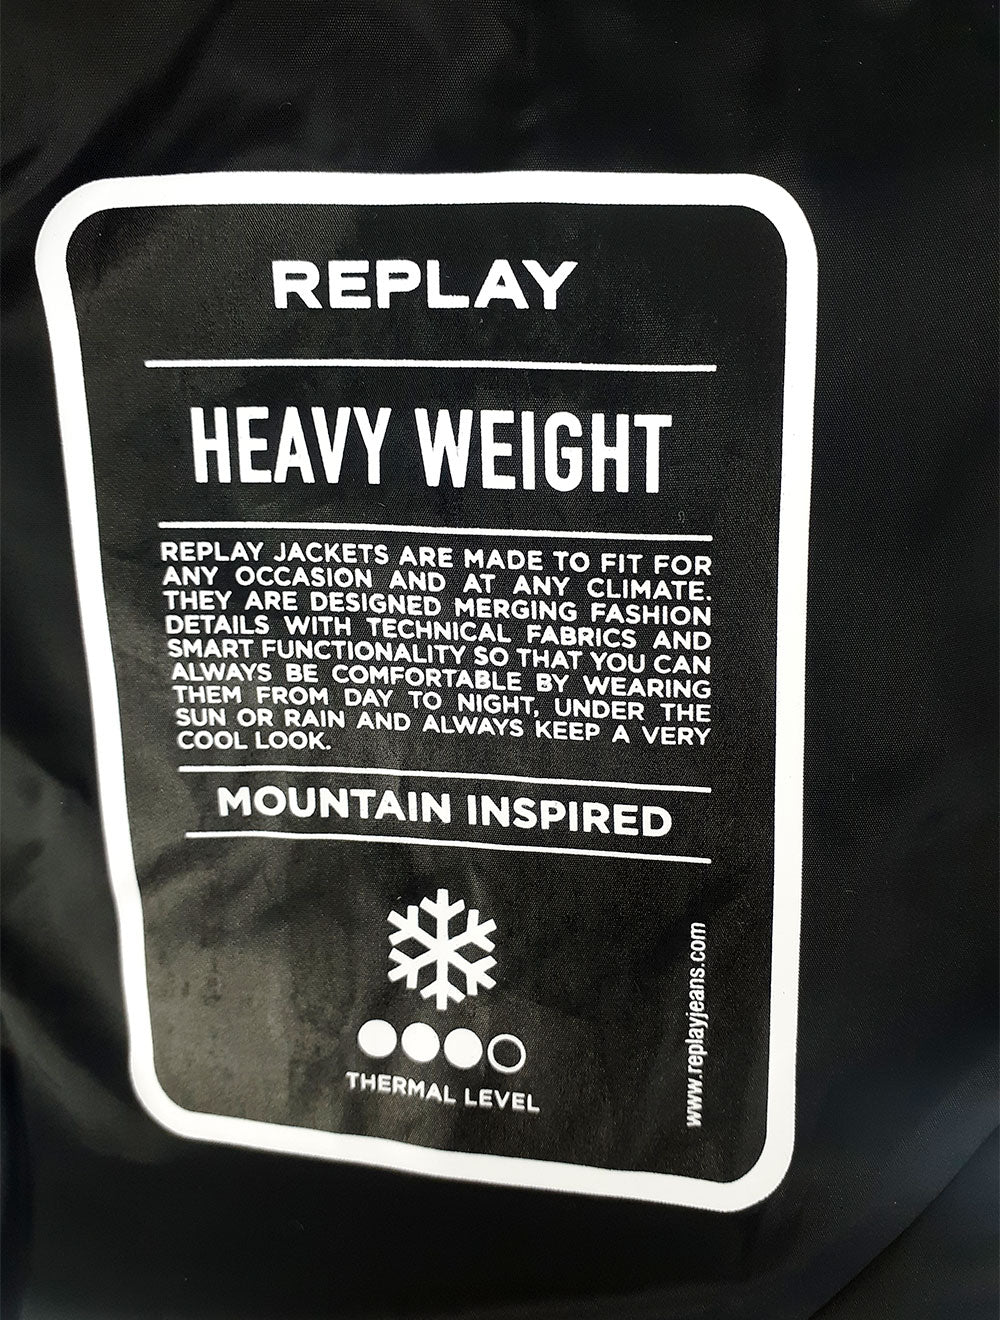 REPLAY
HEAVY WEIGHT
REPLAY JACKETS ARE MADE TO FIT FOR
ANY OCCASION AND AT ANY CLIMATE.
THEY ARE DESIGNED MERGING FASHION
DETAILS WITH TECHNICAL FABRICS AND
SMART FUNCTIONALITY SO THAT YOU CAN
ALWAYS BE COMFORTABLE BY WEARING
THEM FROM DAY TO NIGHT, UNDER THE
SUN OR RAIN AND ALWAYS KEEP A VERY
COOL LOOK.
MOUNTAIN INSPIRED
THERMAL LEVEL
www.replayjeans.com